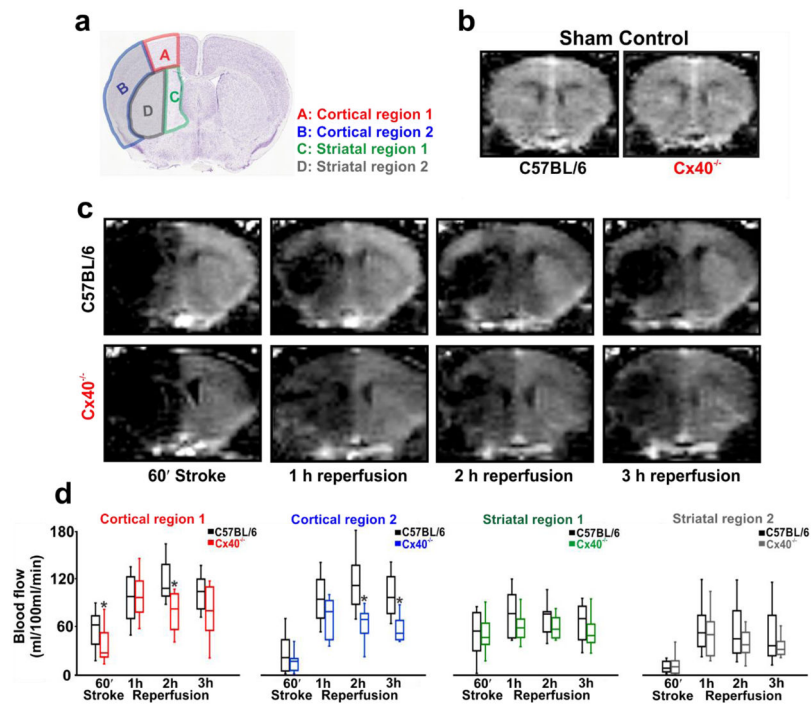 a
A
B
C
D
A: Cortical region 1
B: Cortical region 2
C: Striatal region 1
D: Striatal region 2
b
Sham Control
C57BL/6
Cx40-/-
c
C57BL/6
Cx40-/-
60′ Stroke
1 h reperfusion
2 h reperfusion
3 h reperfusion
d
Cortical region 1
C57BL/6
Cx40-/-
Blood flow
(ml/100ml/min)
180
120
60
0
*
*
60′
Stroke
1h
2h
3h
Reperfusion
Cortical region 2
C57BL/6
Cx40-/-
*
*
60′
Stroke
1h
2h
3h
Reperfusion
Striatal region 1
C57BL/6
Cx40-/-
60′
Stroke
1h
2h
3h
Reperfusion
Striatal region 2
C57BL/6
Cx40-/-
60′
Stroke
1h
2h
3h
Reperfusion